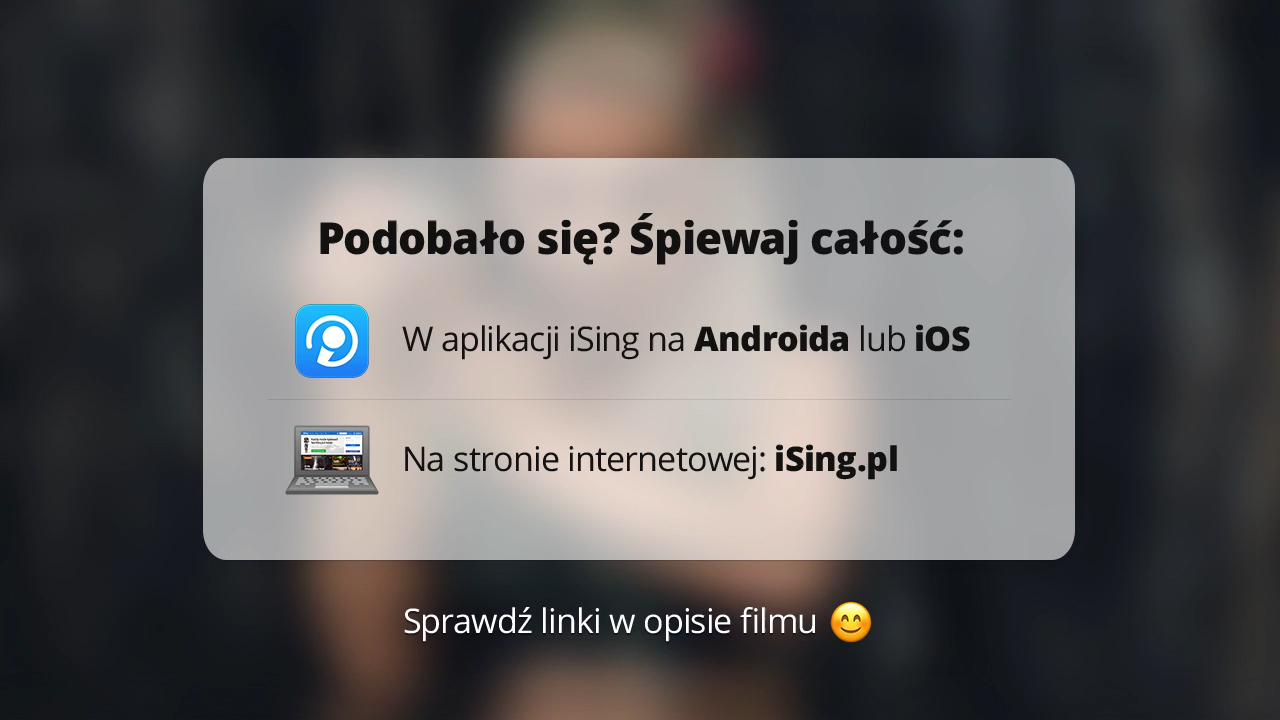 Podobało się? Śpiewaj całość:
W aplikacji iSing na Androida lub iOS
Na stronie internetowej: iSing.pl
Sprawdź linki w opisie filmu 😊